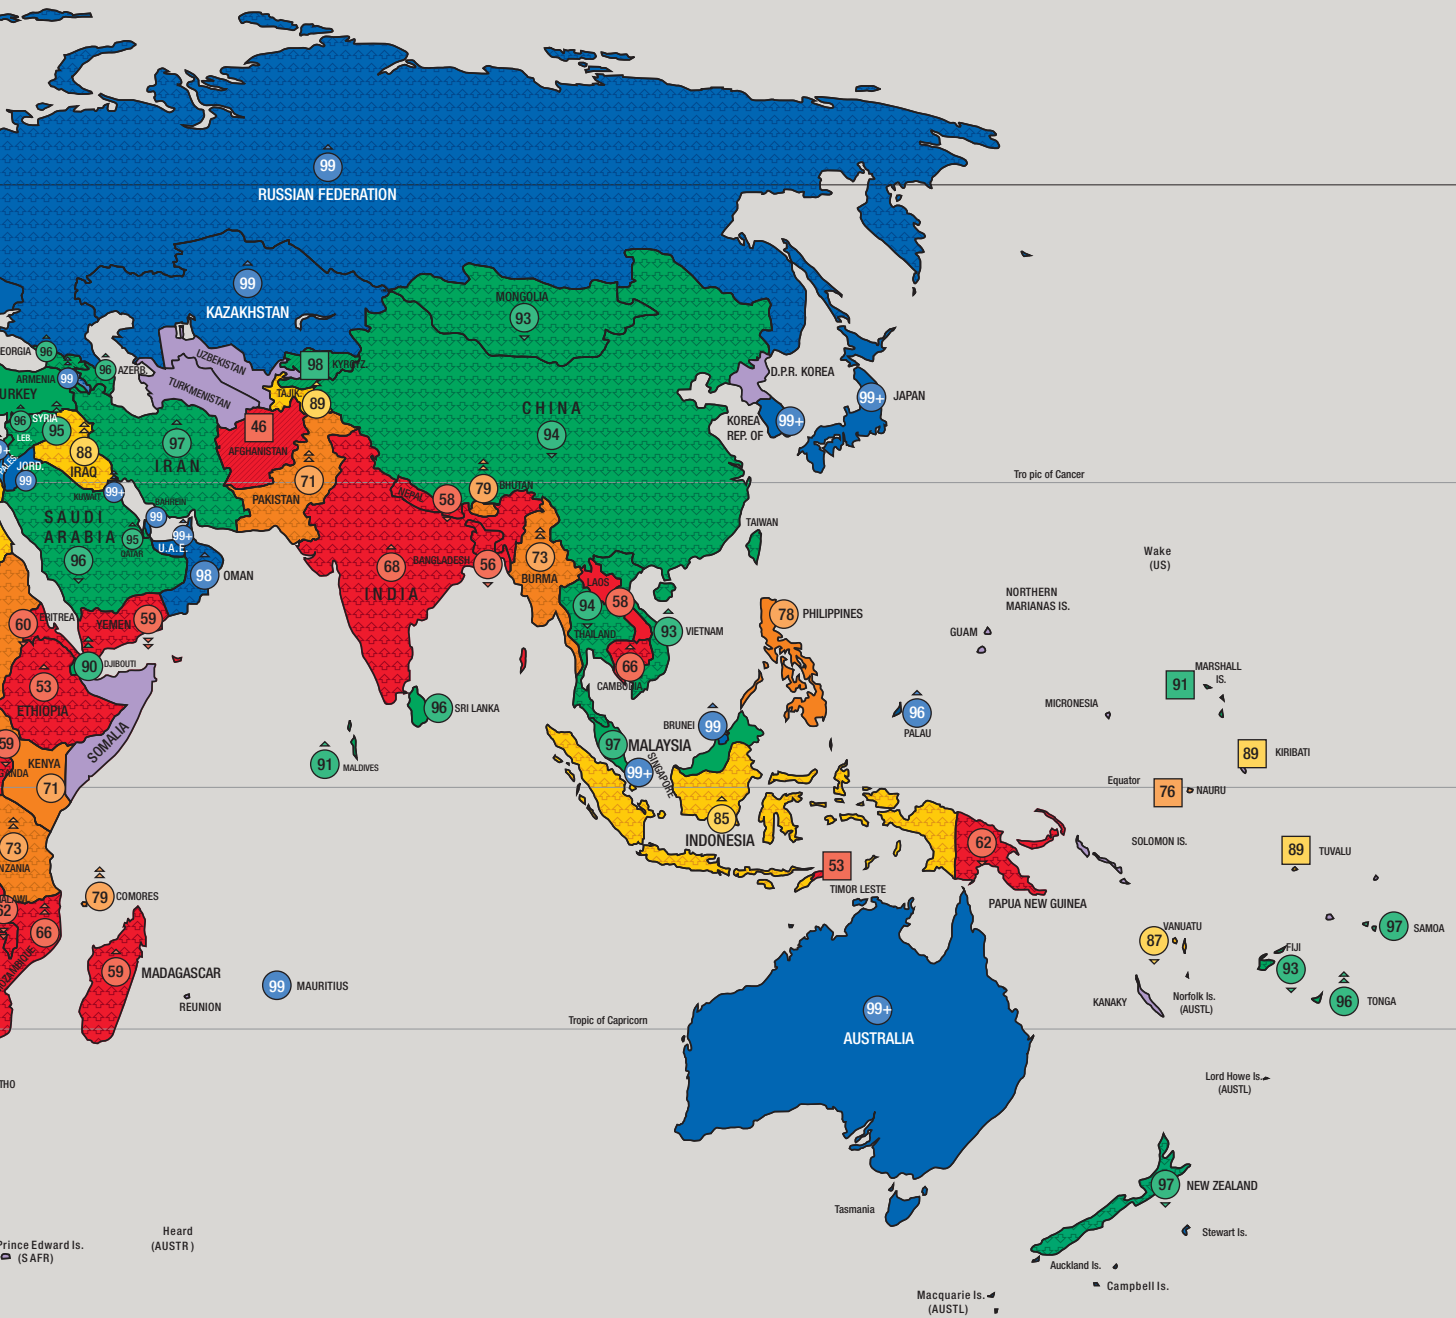 99
RUSSIAN FEDERATION
99
KAZAKHSTAN
MONGOLIA
93
EORGIA
96
UZBEKISTAN
98
KYRGYZ.
96
AZERB.
ARMENIA
99
TURKMENISTAN
TAJIK.
89
D.P.R. KOREA
99+
JAPAN
URKEY
CHINA
KOREA
REP. OF
99+
94
96
SYRIA
95
LEB.
46
AFGHANISTAN
97
IRAN
88
IRAQ
PALES.
JORD.
99
KUWAIT
99+
71
PAKISTAN
NEPAL
58
79
BHUTAN
Tro pic of Cancer
BAHREIN
99
SAUDI
ARABIA
96
95
QATAR
99+
U.A.E.
98
OMAN
TAIWAN
68
INDIA
BANGLADESH
56
73
BURMA
Wake
(US)
LAOS
58
94
THAILAND
93
VIETNAM
78
PHILIPPINES
NORTHERN
MARIANAS IS.
GUAM
60
ERITREA
YEMEN
59
90
DJIBOUTI
66
CAMBODIA
MARSHALL
IS.
91
53
ETHIOPIA
SOMALIA
96
SRI LANKA
MICRONESIA
96
PALAU
BRUNEI
99
59
ANDA
KENYA
71
91
MALDIVES
97
MALAYSIA
99+
SINGAPORE
89
KIRIBATI
Equator
76
NAURU
85
INDONESIA
73
NZANIA
62
SOLOMON IS.
89
TUVALU
53
TIMOR LESTE
PAPUA NEW GUINEA
79
COMORES
ALAWI
62
66
OZAMBIQUE
87
VANUATU
97
SAMOA
FIJI
93
59
MADAGASCAR
REUNION
99
MAURITIUS
KANAKY
Norfolk Is.
(AUSTL)
96
TONGA
99+
AUSTRALIA
Tropic of Capricorn
THO
Lord Howe Is.
(AUSTL)
97
NEW ZEALAND
Tasmania
Stewart Is.
Heard
(AUSTR)
Prince Edward Is.
(SAFR)
Auckland Is.
Campbell Is.
Macquarie Is.
(AUSTL)